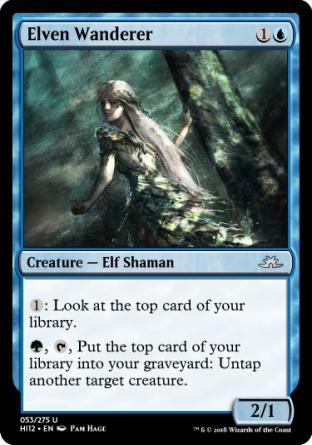 Elven Wanderer 1
Creature — Elf Shaman
1: Look at the top card of your
library.
, , Put the top card of your
library into your graveyard: Untap
another target creature.
2/1
053/275 U
HI12 • EN PAM HAGE
™ & © 2018 Wizards of the Coast